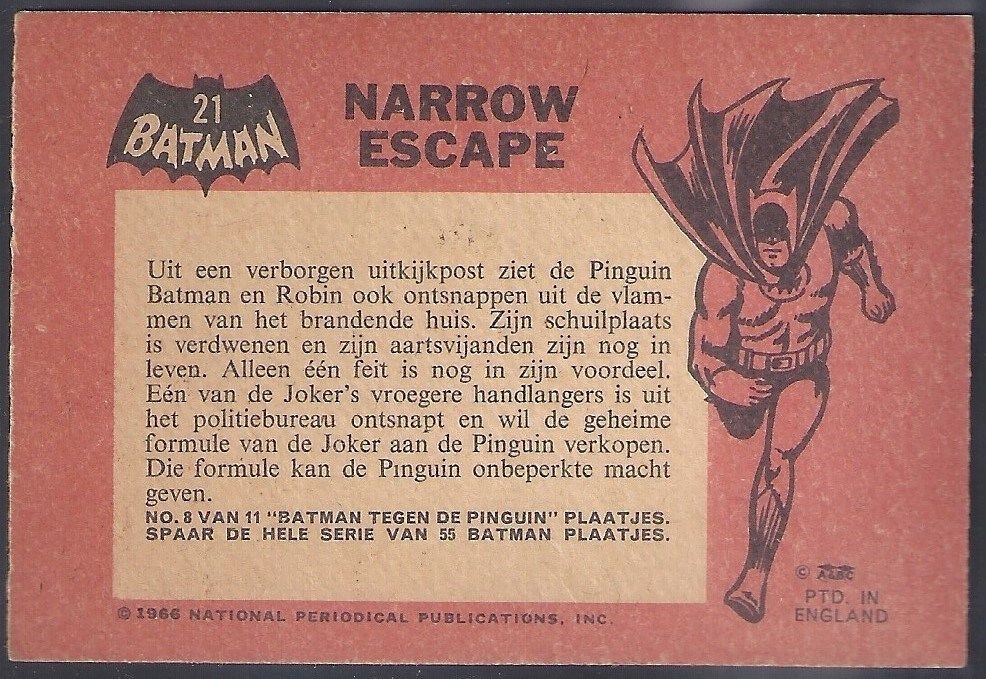 21
BATMAN
NARROW
ESCAPE
Uit een verborgen uitkijkpost ziet de Pinguin
Batman en Robin ook ontsnappen uit de vlam-
men van het brandende huis. Zijn schuilplaats
is verdwenen en zijn aartsvijanden zijn nog in
leven. Alleen één feit is nog in zijn voordeel.
Eén van de Joker's vroegere handlangers is uit
het politiebureau ontsnapt en wil de geheime
formule van de Joker aan de Pinguin verkopen.
Die formule kan de Pinguin onbeperkte macht
geven.
NO. 8 VAN 11 "BATMAN TEGEN DE PINGUIN" PLAATJES.
SPAAR DE HELE SERIE VAN 55 BATMAN PLAATJES.
© 1966 NATIONAL PERIODICAL PUBLICATIONS, INC.
© A&BC
PTD. IN
ENGLAND